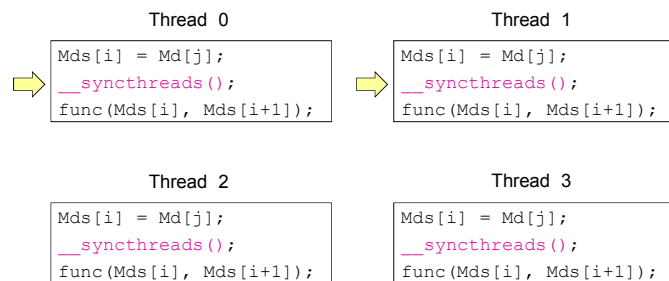 Thread 0
Mds[i] = Md[j];
__syncthreads();
func(Mds[i], Mds[i+1]);
Thread 1
Mds[i] = Md[j];
__syncthreads();
func(Mds[i], Mds[i+1]);
Thread 2
Mds[i] = Md[j];
__syncthreads();
func(Mds[i], Mds[i+1]);
Thread 3
Mds[i] = Md[j];
__syncthreads();
func(Mds[i], Mds[i+1]);